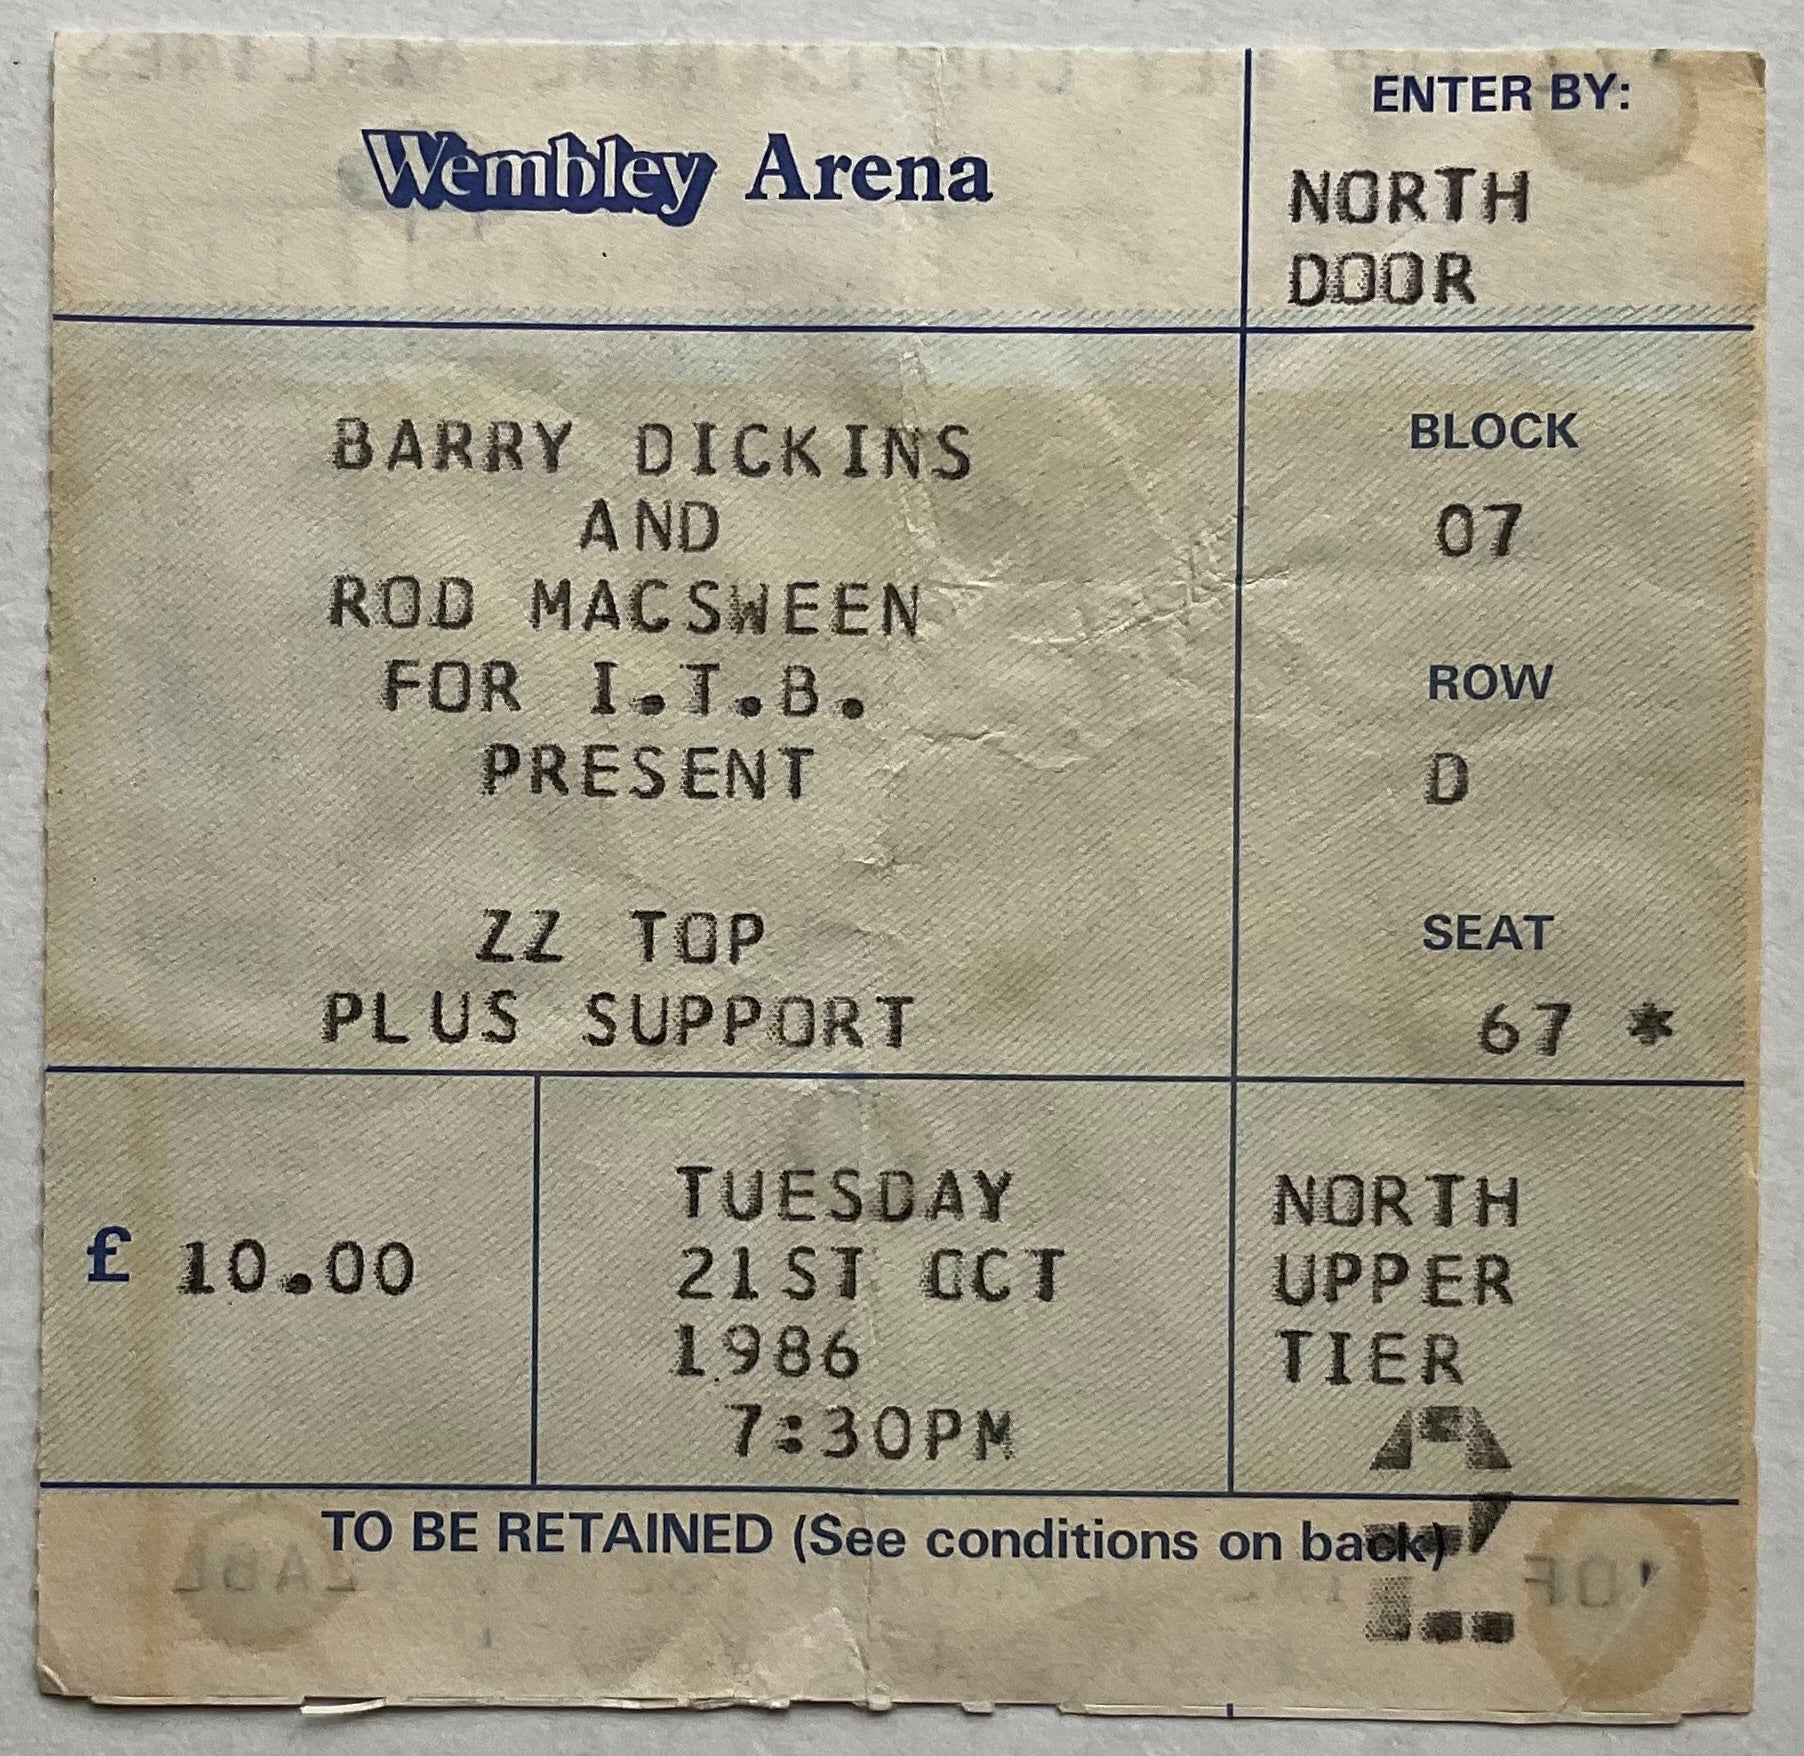 Wembley Arena
ENTER BY:
NORTH
DOOR
BARRY DICKINS
AND
ROD MACSWEEN
FOR I.T.B.
PRESENT
ZZ TOP
PLUS SUPPORT
BLOCK
07
ROW
D
SEAT
67 *
£ 10.00
TUESDAY
21ST OCT
1986
7:30PM
NORTH
UPPER
TIER
TO BE RETAINED (See conditions on back)